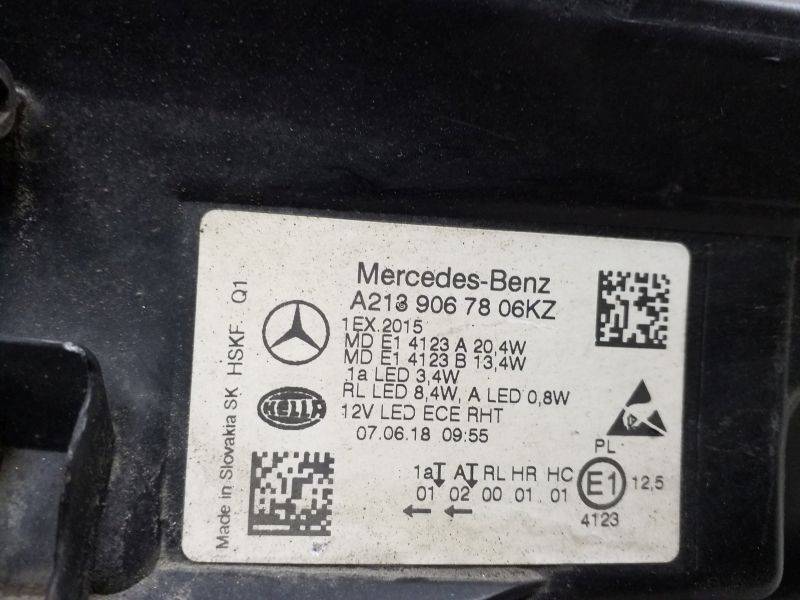 Mercedes-Benz
A213 906 78 06KZ
1EX.2015
MD E1 4123 A 20,4W
MD E1 4123 B 13,4W
1a LED 3,4W
RL LED 8,4W, A LED 0,8W
12V LED ECE RHT
07.06.18 09:55
HELLA
Made in Slovakia SK HSKF Q1
PL
1a A RL HR HC
01 02 00 01 01
E1
12,5
4123